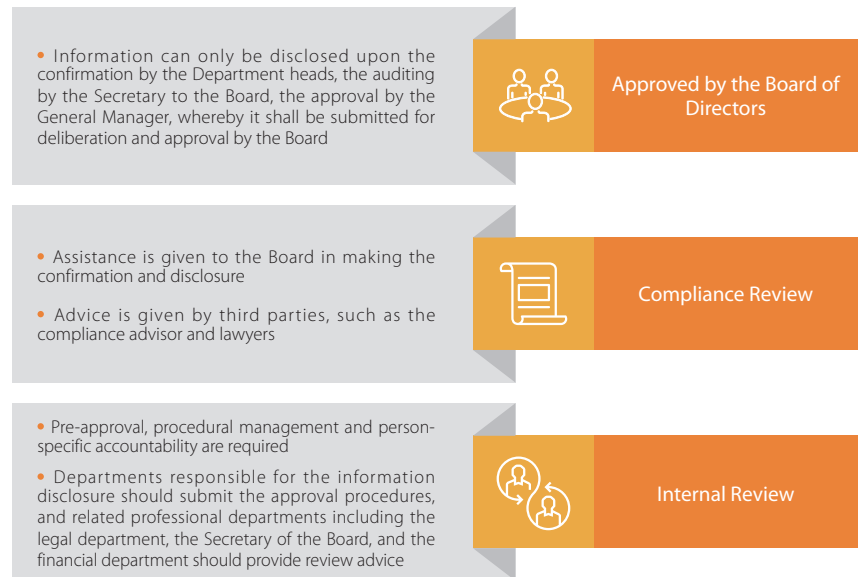 • Information can only be disclosed upon the
confirmation by the Department heads, the auditing
by the Secretary to the Board, the approval by the
General Manager, whereby it shall be submitted for
deliberation and approval by the Board
Approved by the Board of
Directors
• Assistance is given to the Board in making the
confirmation and disclosure
• Advice is given by third parties, such as the
compliance advisor and lawyers
Compliance Review
• Pre-approval, procedural management and person-
specific accountability are required
• Departments responsible for the information
disclosure should submit the approval procedures,
and related professional departments including the
legal department, the Secretary of the Board, and the
financial department should provide review advice
Internal Review